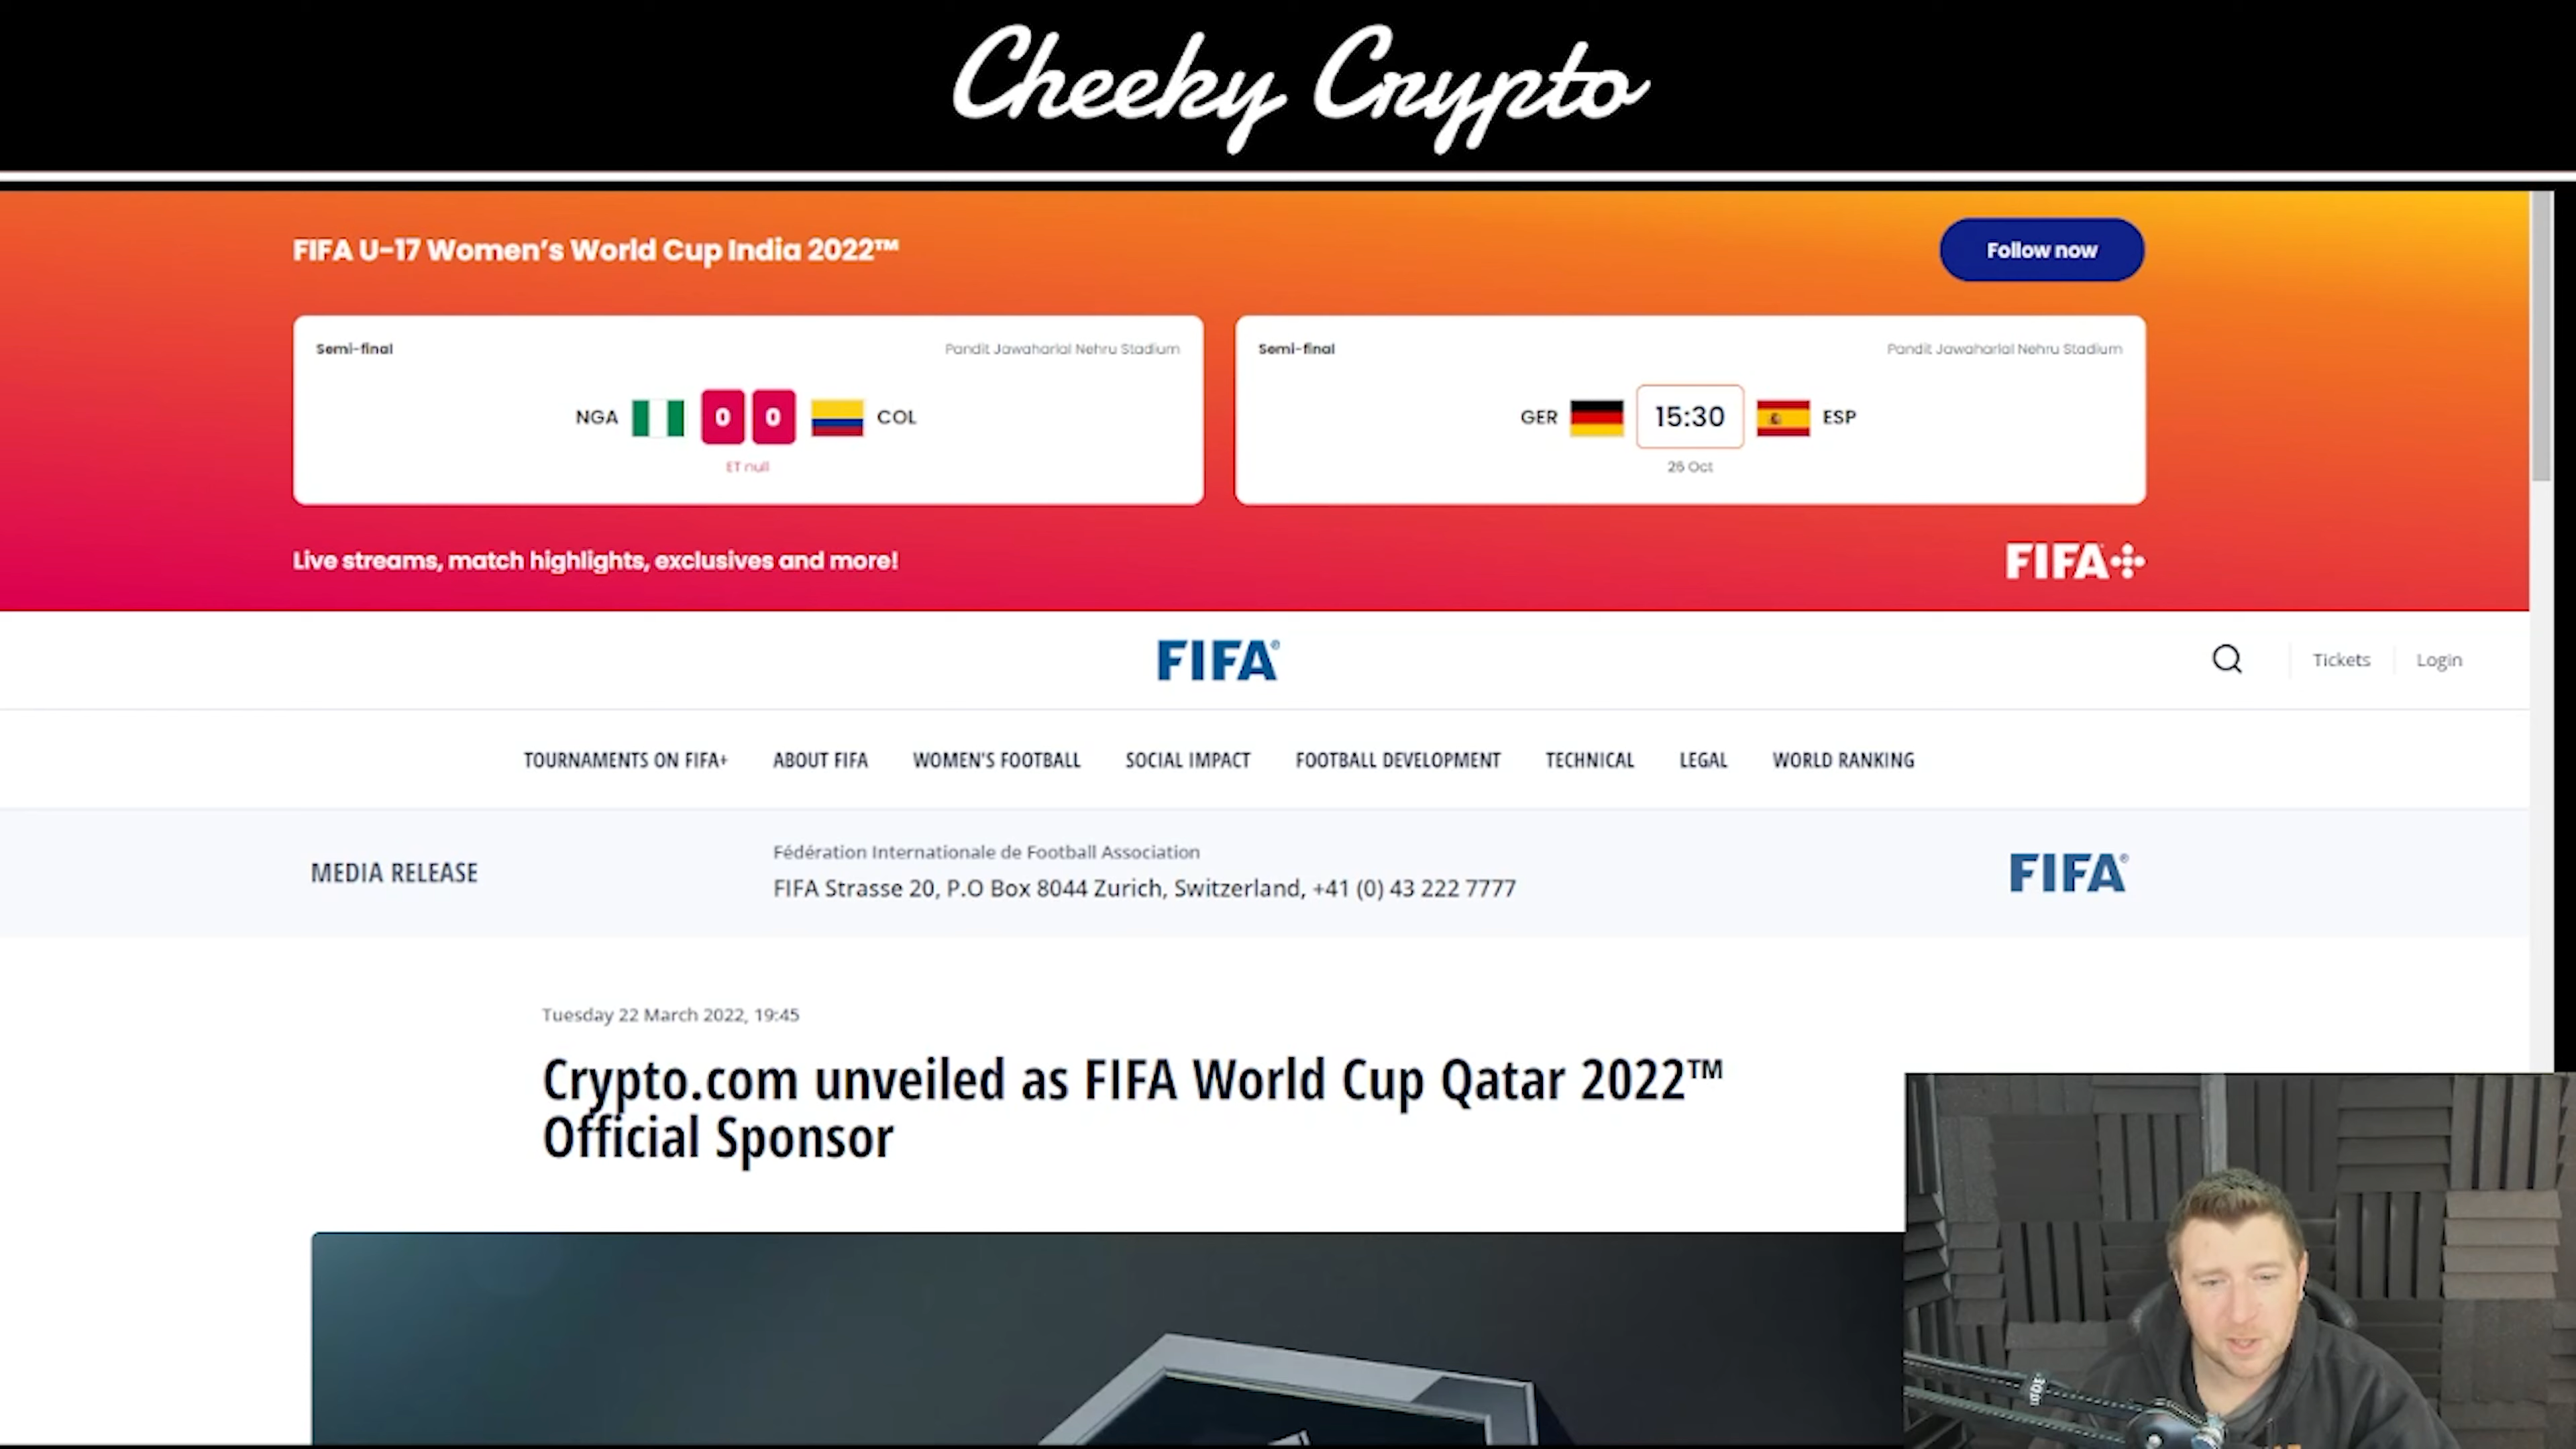 Cheeky Crypto
FIFA U-17 Women's World Cup India 2022™
Follow now
Semi-final
Pandit Jawaharlal Nehru Stadium
NGA 0 0 COL
ET null
Semi-final
Pandit Jawaharlal Nehru Stadium
GER 15:30 ESP
26 Oct
Live streams, match highlights, exclusives and more!
FIFA+
FIFA®
Tickets
Login
TOURNAMENTS ON FIFA+ ABOUT FIFA WOMEN'S FOOTBALL SOCIAL IMPACT FOOTBALL DEVELOPMENT TECHNICAL LEGAL WORLD RANKING
MEDIA RELEASE
Fédération Internationale de Football Association
FIFA Strasse 20, P.O Box 8044 Zurich, Switzerland, +41 (0) 43 222 7777
FIFA®
Tuesday 22 March 2022, 19:45
Crypto.com unveiled as FIFA World Cup Qatar 2022™
Official Sponsor
RØDE